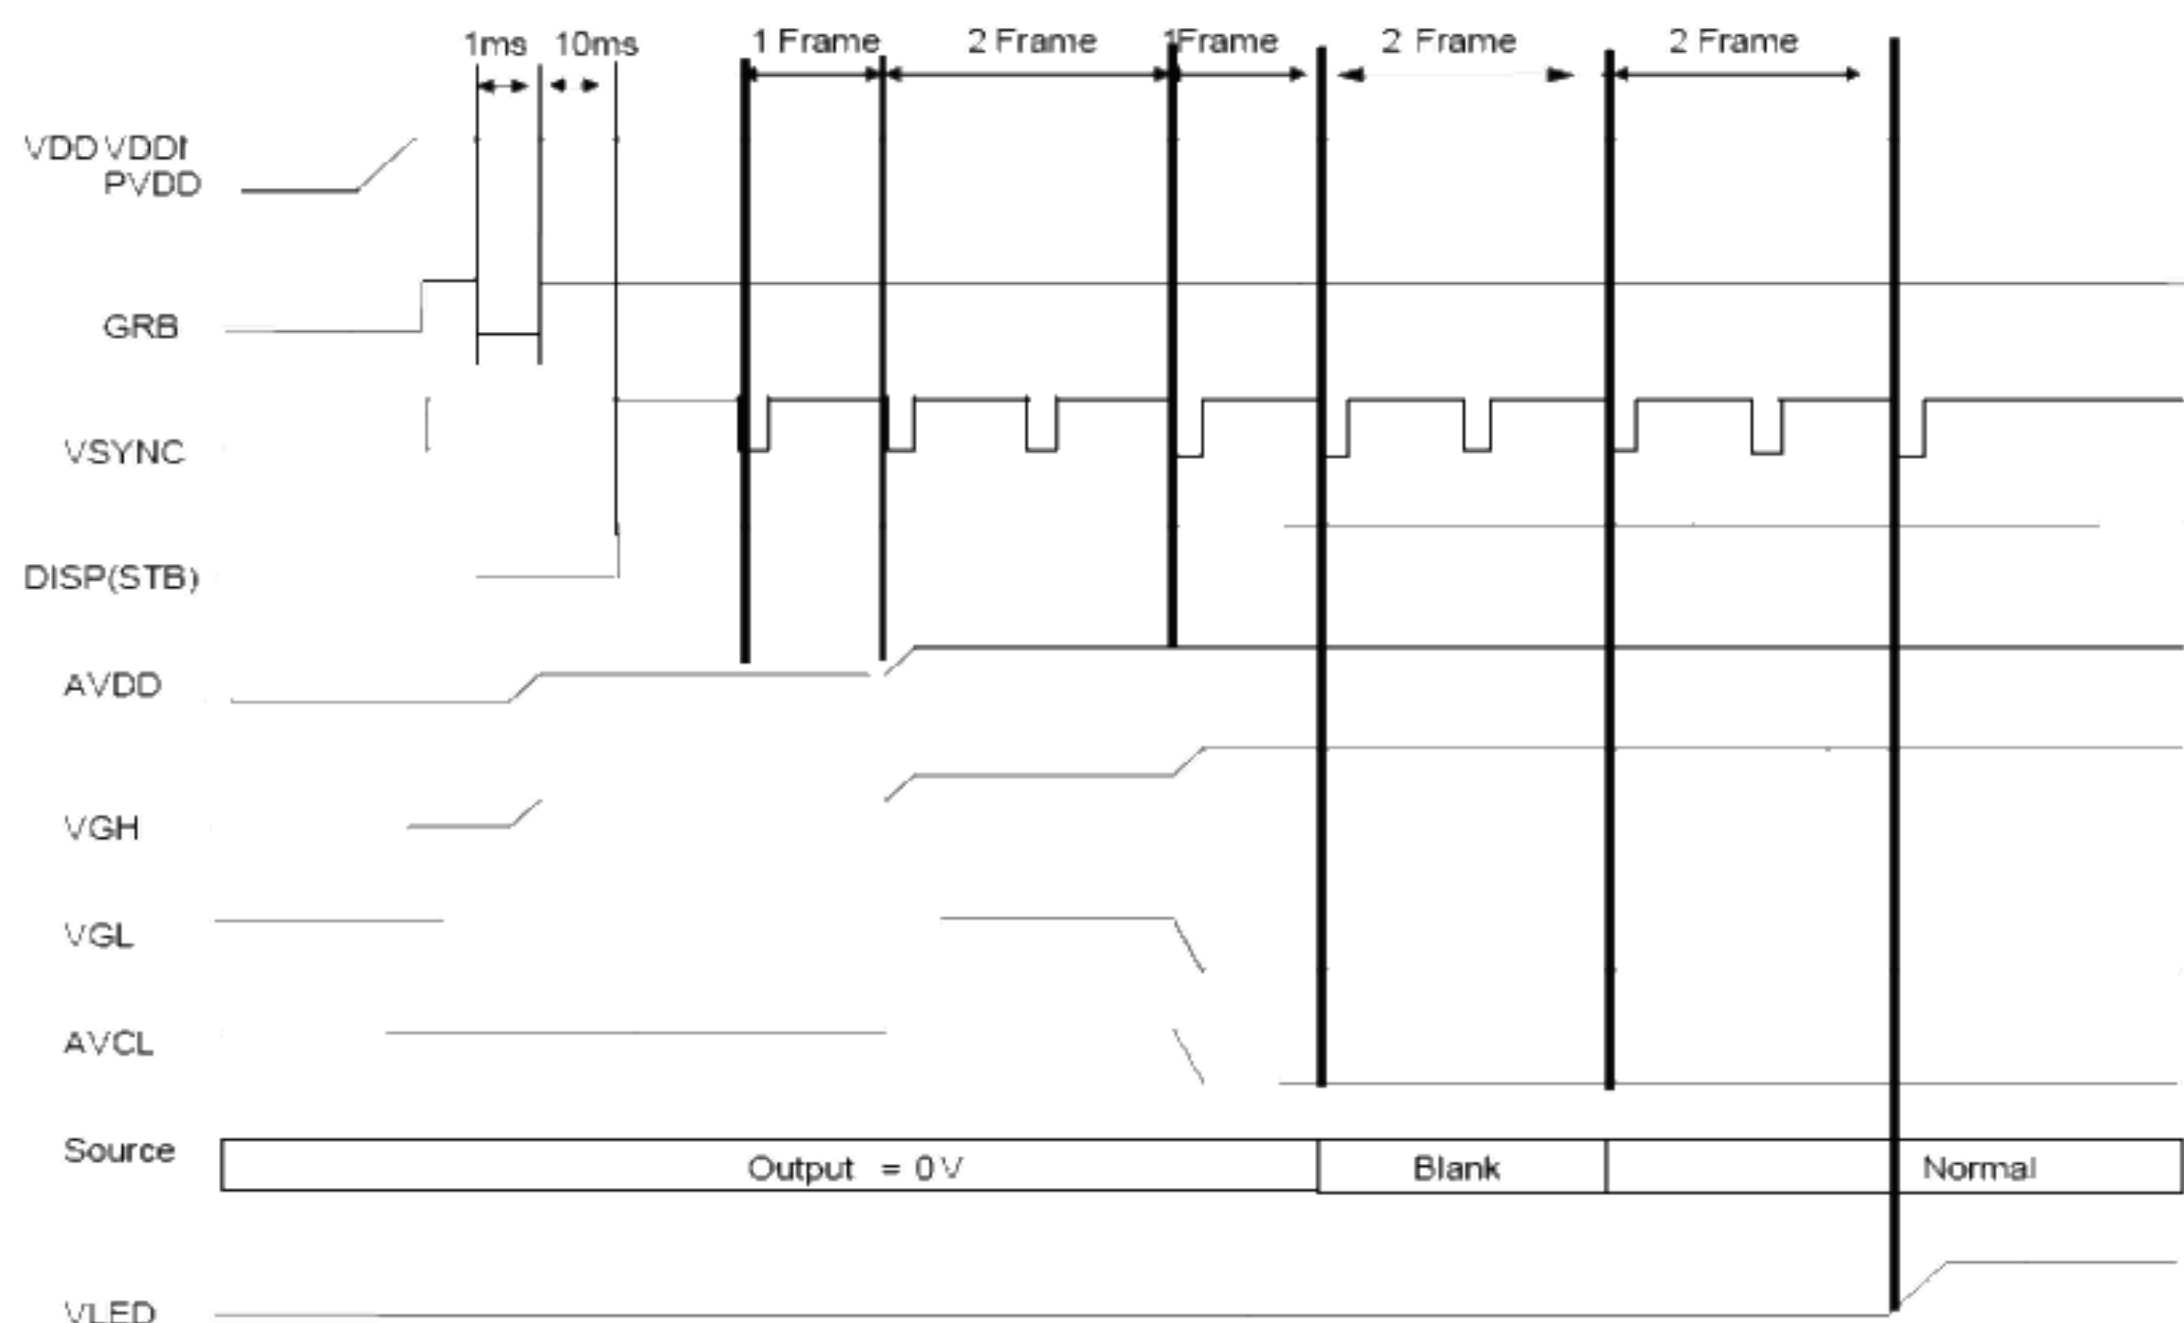 1ms 10ms 1 Frame 2 Frame 1Frame 2 Frame 2 Frame
VDD VDDI
PVDD
GRB
VSYNC
DISP(STB)
AVDD
VGH
VGL
AVCL
Source Output = 0V Blank Normal
VLED